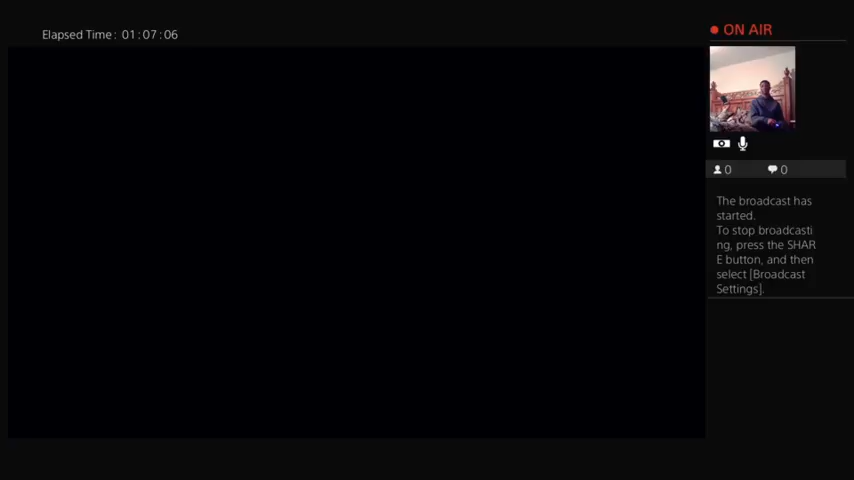 Elapsed Time: 01:07:06
ON AIR
0 0
The broadcast has
started.
To stop broadcasti
ng, press the SHAR
E button, and then
select [Broadcast
Settings].